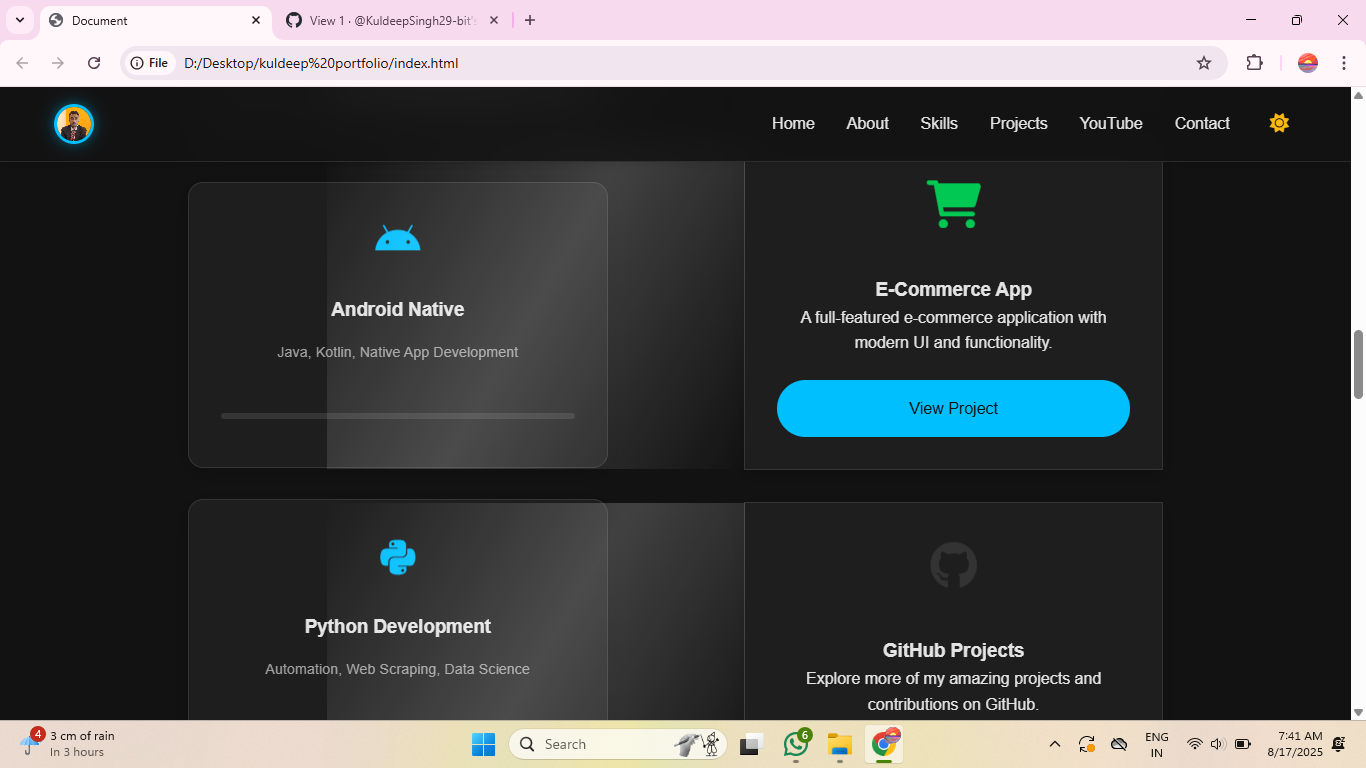 Document
View 1 · @KuldeepSingh29-bit's
File
D:/Desktop/kuldeep%20portfolio/index.html
Home
About
Skills
Projects
YouTube
Contact
Android Native
Java, Kotlin, Native App Development
E-Commerce App
A full-featured e-commerce application with
modern UI and functionality.
View Project
Python Development
Automation, Web Scraping, Data Science
GitHub Projects
Explore more of my amazing projects and
contributions on GitHub.
4
3 cm of rain
In 3 hours
Search
6
ENG
IN
7:41 AM
8/17/2025